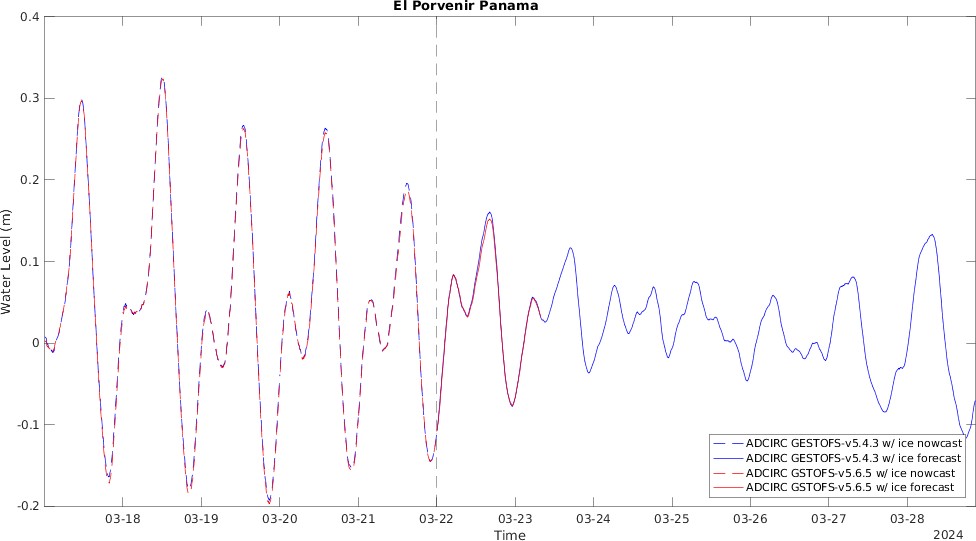 El Porvenir Panama
0.4
0.3
0.2
0.1
0
-0.1
-0.2
Water Level (m)
ADCIRC GESTOFS-v5.4.3 w/ ice nowcast
ADCIRC GESTOFS-v5.4.3 w/ ice forecast
ADCIRC GSTOFS-v5.6.5 w/ ice nowcast
ADCIRC GSTOFS-v5.6.5 w/ ice forecast
03-18 03-19 03-20 03-21 03-22 03-23 03-24 03-25 03-26 03-27 03-28
Time
2024